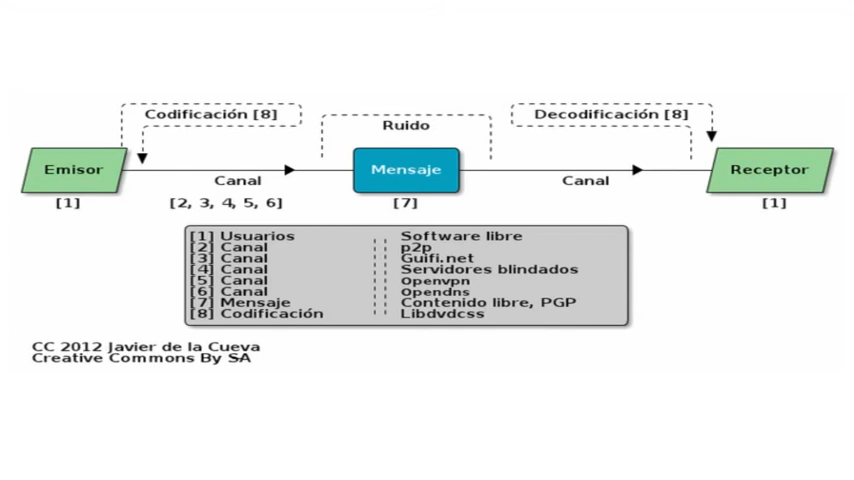 Codificación [8]
Ruido
Decodificación [8]
Emisor
Mensaje
Receptor
Canal
Canal
[1]
[2, 3, 4, 5, 6]
[7]
[1]
[1] Usuarios Software libre
[2] Canal p2p
[3] Canal Guifi.net
[4] Canal Servidores blindados
[5] Canal Openvpn
[6] Canal Opendns
[7] Mensaje Contenido libre, PGP
[8] Codificación Libdvdcss
CC 2012 Javier de la Cueva
Creative Commons By SA